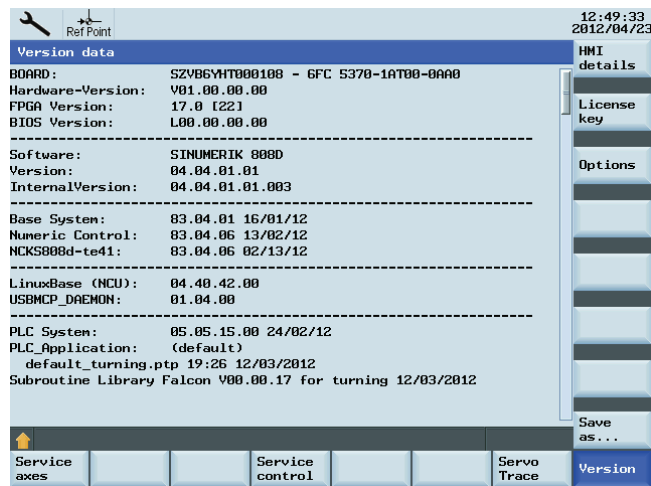 12:49:33
2012/04/23
Ref Point
Version data
HMI
details
BOARD: SZVB6YHT000108 - 6FC 5370-1AT00-0AA0
Hardware-Version: V01.00.00.00
FPGA Version: 17.0 [22]
BIOS Version: L00.00.00.00
License
key
Software: SINUMERIK 808D
Version: 04.04.01.01
InternalVersion: 04.04.01.01.003
Options
Base System: 83.04.01 16/01/12
Numeric Control: 83.04.06 13/02/12
NCKS808d-te41: 83.04.06 02/13/12
LinuxBase (NCU): 04.40.42.00
USBMCP_DAEMON: 01.04.00
PLC System: 05.05.15.00 24/02/12
PLC_Application: (default)
default_turning.ptp 19:26 12/03/2012
Subroutine Library Falcon V00.00.17 for turning 12/03/2012
Save
as...
Service
axes
Service
control
Servo
Trace
Version